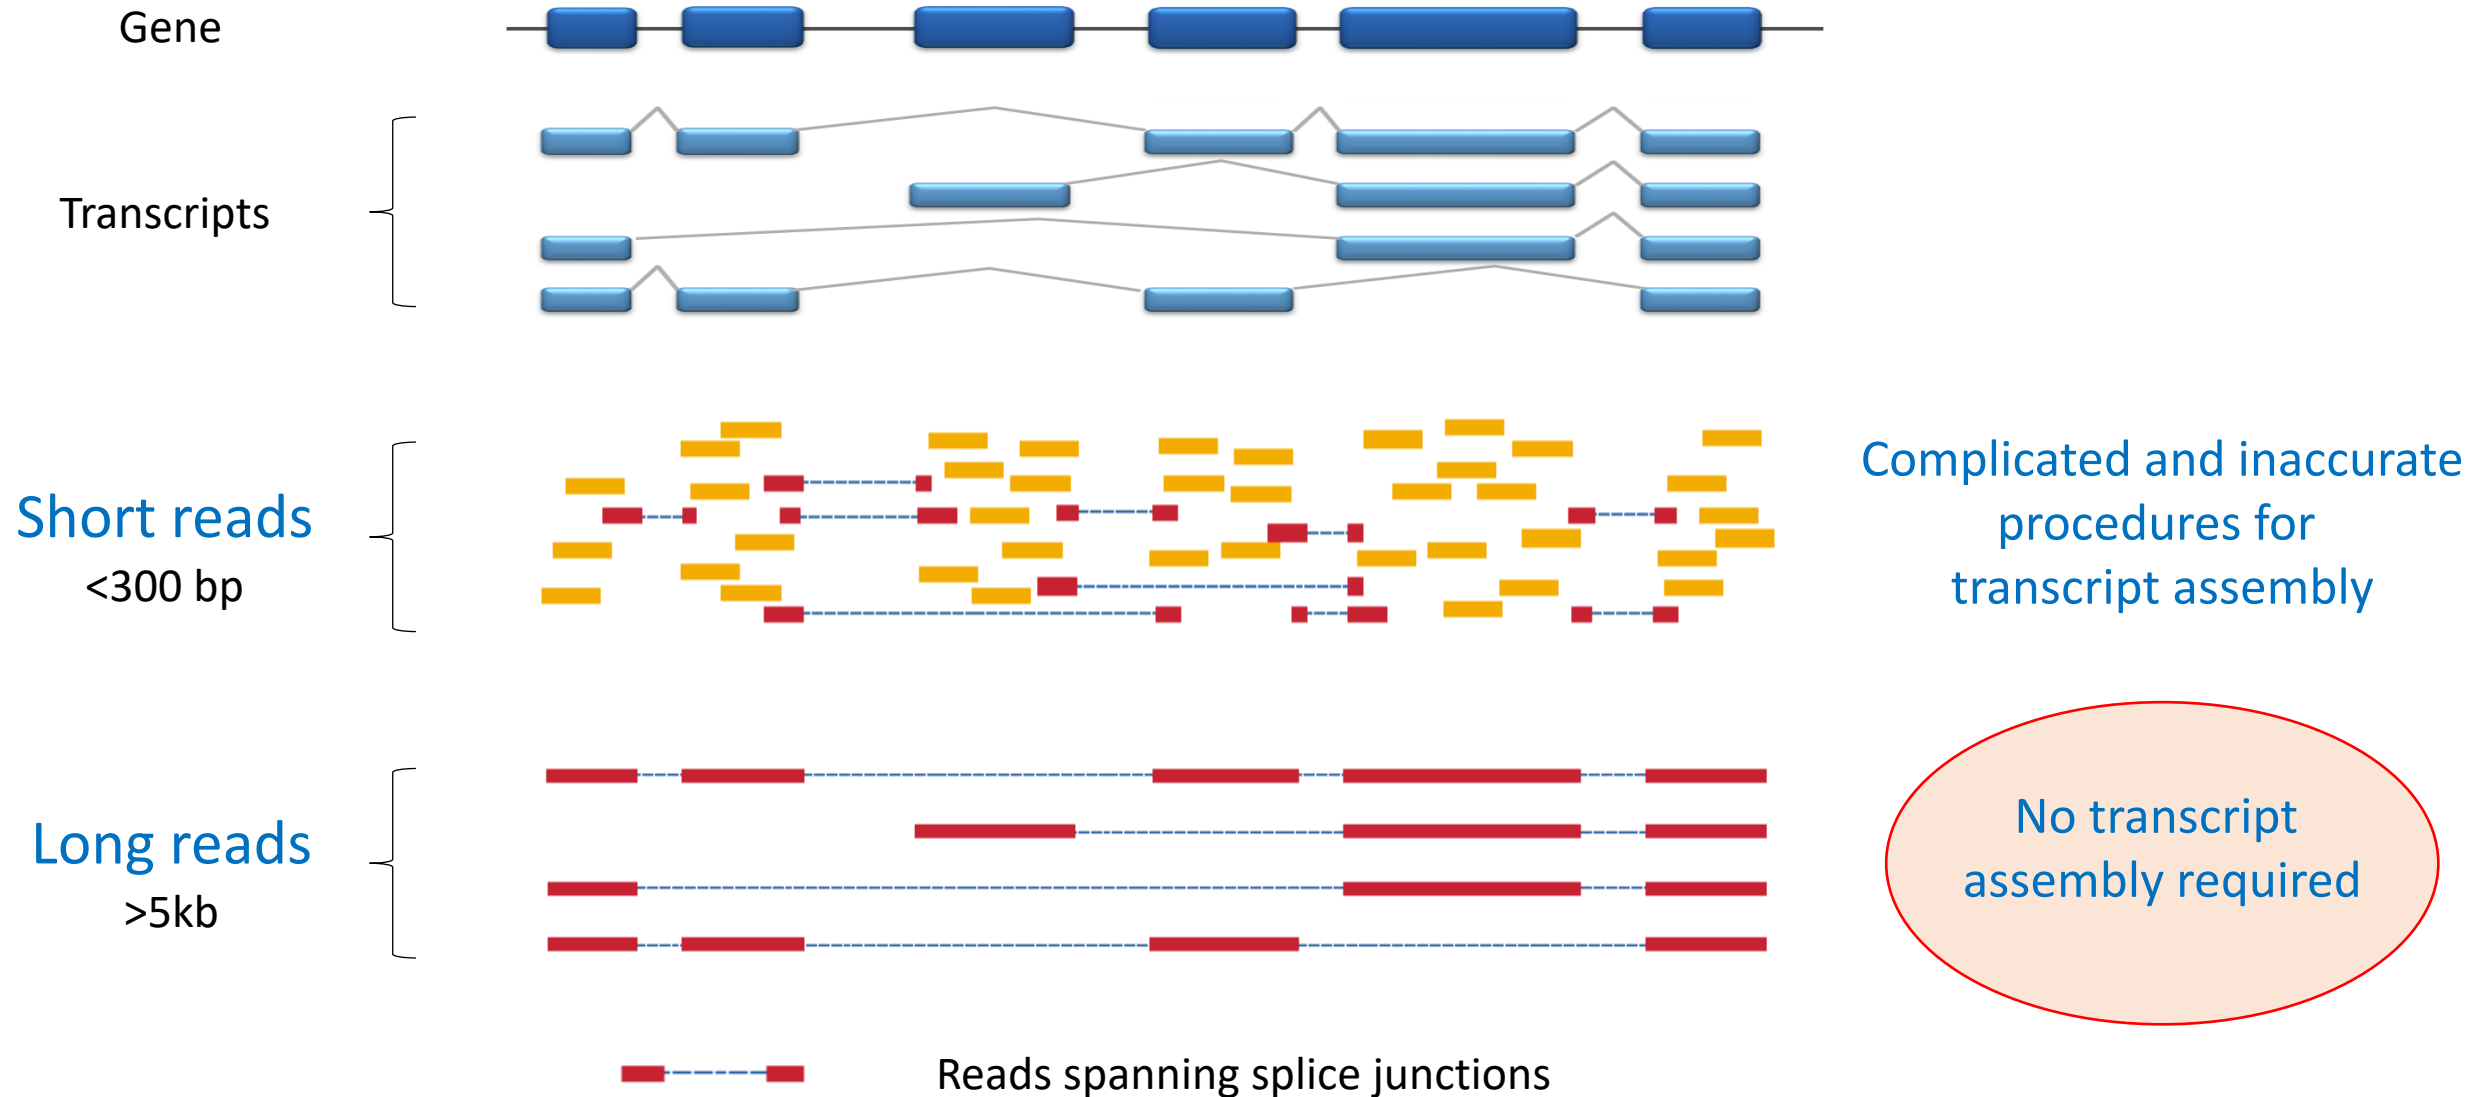 Gene
Transcripts
Short reads
<300 bp
Complicated and inaccurate
procedures for
transcript assembly
Long reads
>5kb
No transcript
assembly required
Reads spanning splice junctions